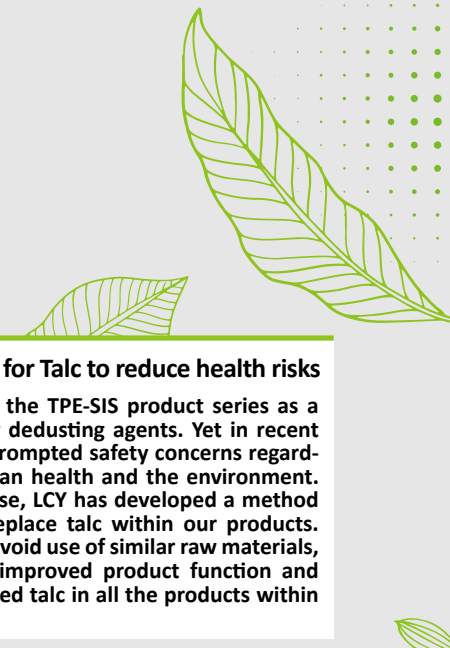 for Talc to reduce health risks
the TPE-SIS product series as a
dedusting agents. Yet in recent
rompted safety concerns regard-
an health and the environment.
se, LCY has developed a method
eplace talc within our products.
void use of similar raw materials,
improved product function and
ed talc in all the products within